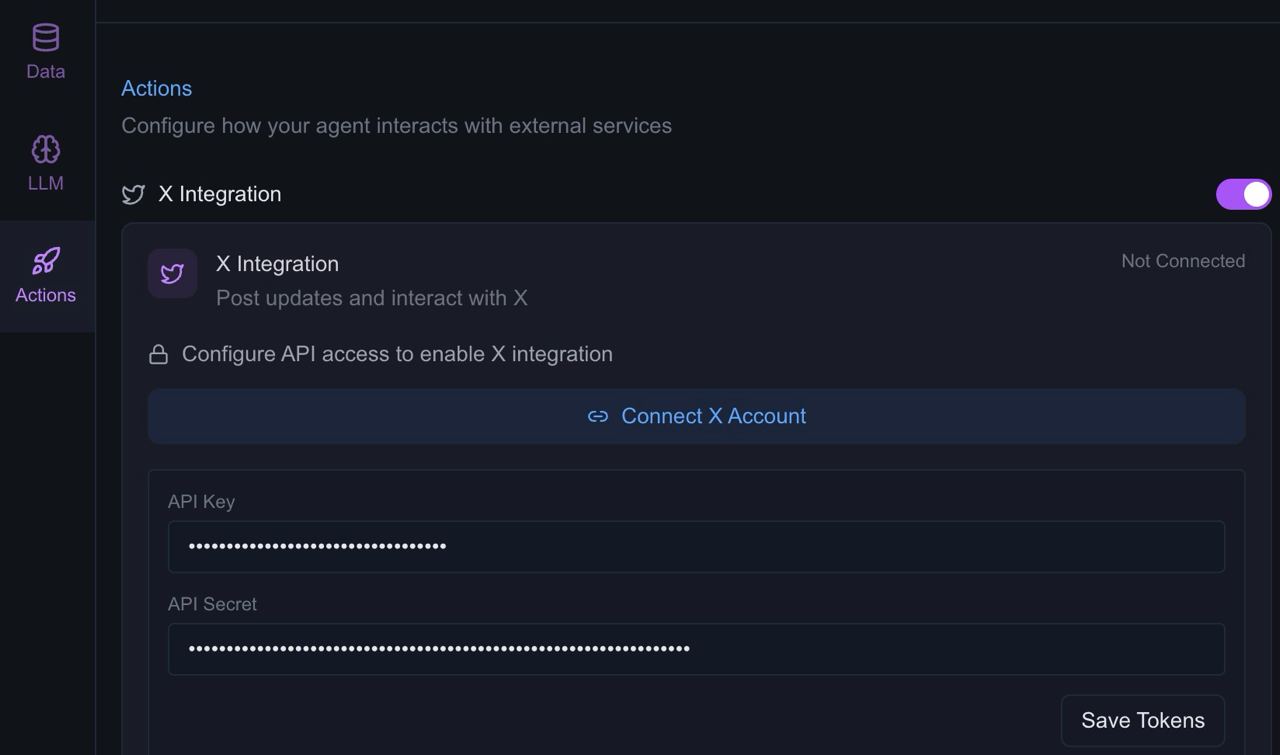 Data
LLM
Actions
Actions
Configure how your agent interacts with external services
X Integration
X Integration
Not Connected
Post updates and interact with X
Configure API access to enable X integration
Connect X Account
API Key
••••••••••••••••••••••••••••••••••
API Secret
••••••••••••••••••••••••••••••••••••••••••••••••••••••••••••••••••
Save Tokens